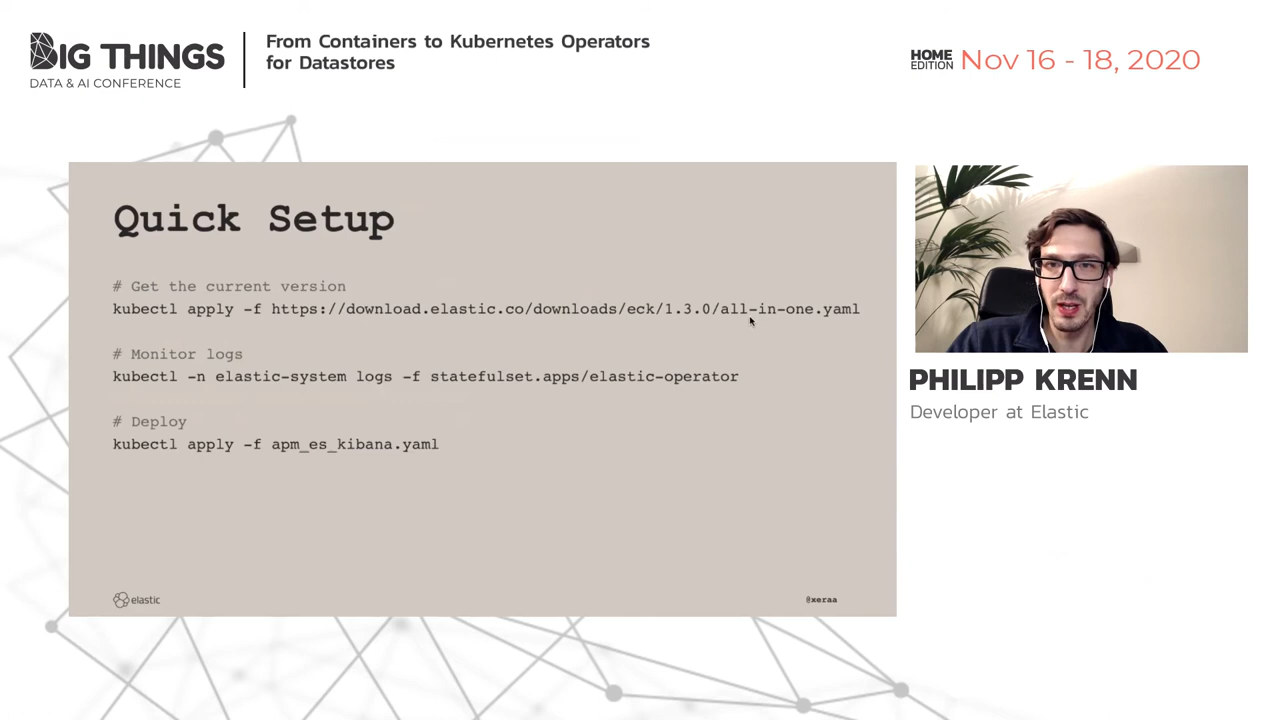 BIG THINGS
DATA & AI CONFERENCE
From Containers to Kubernetes Operators
for Datastores
HOME
EDITION
Nov 16 - 18, 2020
Quick Setup
# Get the current version
kubectl apply -f https://download.elastic.co/downloads/eck/1.3.0/all-in-one.yaml
# Monitor logs
kubectl -n elastic-system logs -f statefulset.apps/elastic-operator
# Deploy
kubectl apply -f apm_es_kibana.yaml
elastic
@xeraa
PHILIPP KRENN
Developer at Elastic